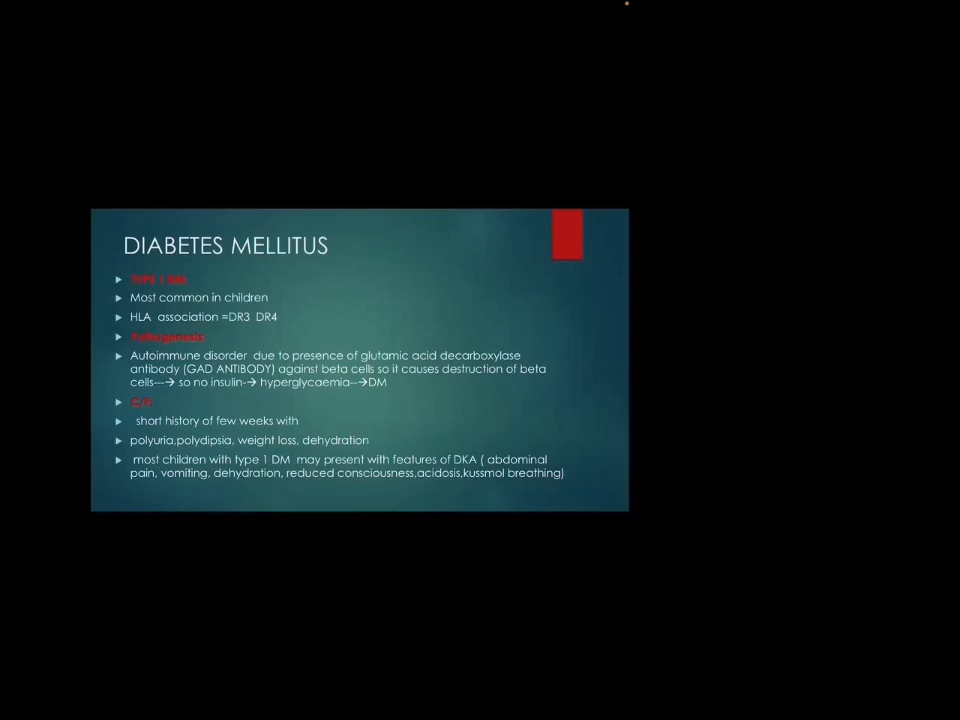 DIABETES MELLITUS
TYPE 1 DM:
Most common in children
HLA association =DR3 DR4
Pathogenesis:
Autoimmune disorder due to presence of glutamic acid decarboxylase
antibody (GAD ANTIBODY) against beta cells so it causes destruction of beta
cells---→ so no insulin-→ hyperglycaemia--→DM
C/F:
short history of few weeks with
polyuria,polydipsia, weight loss, dehydration
most children with type 1 DM may present with features of DKA ( abdominal
pain, vomiting, dehydration, reduced consciousness,acidosis,kussmol breathing)